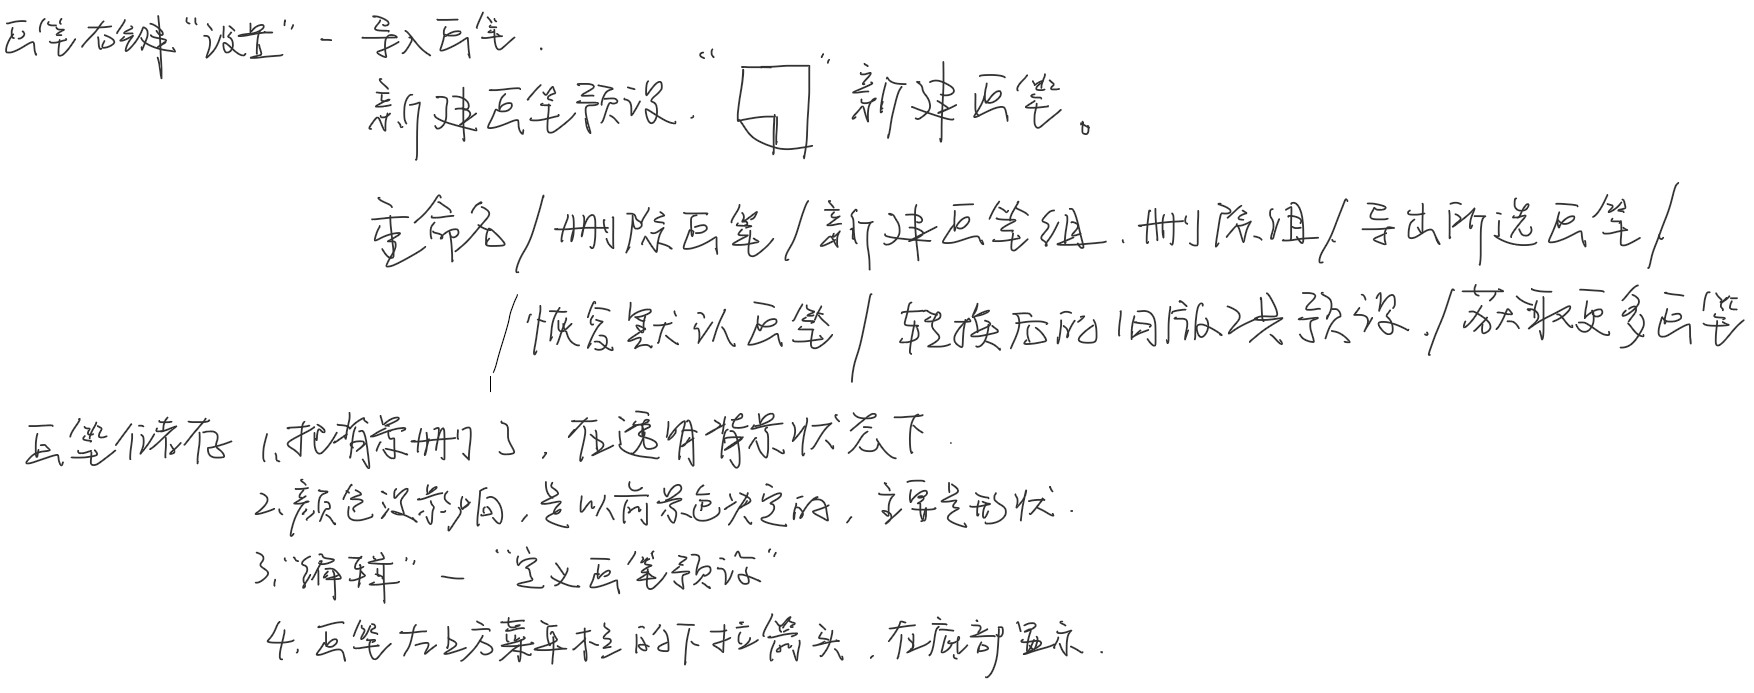 画笔右键“设置” - 导入画笔.
新建画笔预设.“ ”新建画笔。
重命名/删除画笔/新建画笔组.删除组/导出所选画笔/
/恢复默认画笔/转换后的旧版工具预设./获取更多画笔
画笔储存 1.把背景删了,在透明背景状态下.
2.颜色没影响,是以前景色决定的,主要是形状.
3.“编辑” — “定义画笔预设”
4.画笔左上方菜单栏的下拉箭头.在底部显示.